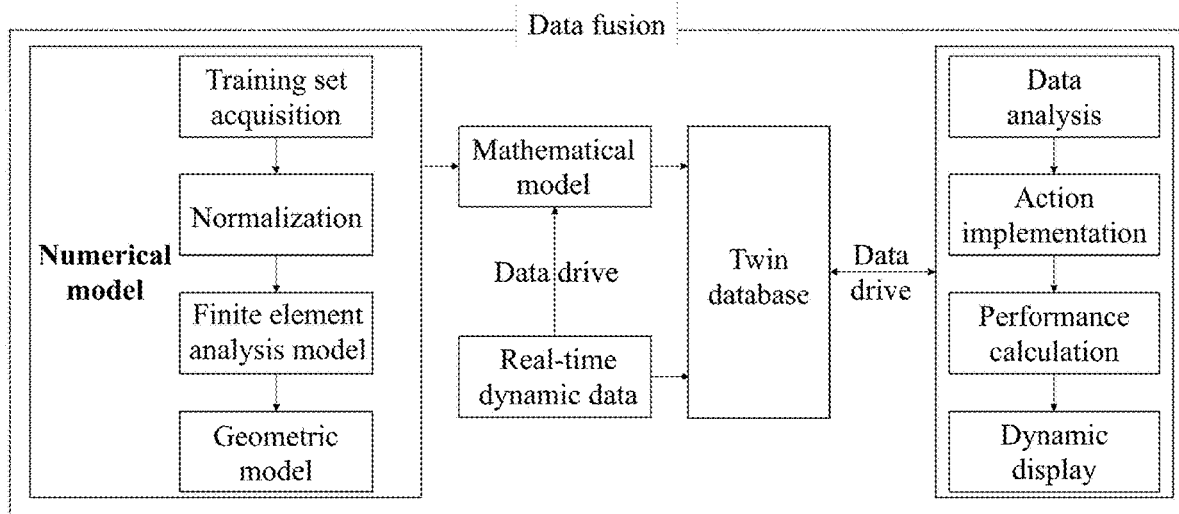 Data fusion
Training set
acquisition
Normalization
Numerical
model
Finite element
analysis model
Geometric
model
Mathematical
model
Data drive
Real-time
dynamic data
Twin
database
Data
drive
Data
analysis
Action
implementation
Performance
calculation
Dynamic
display